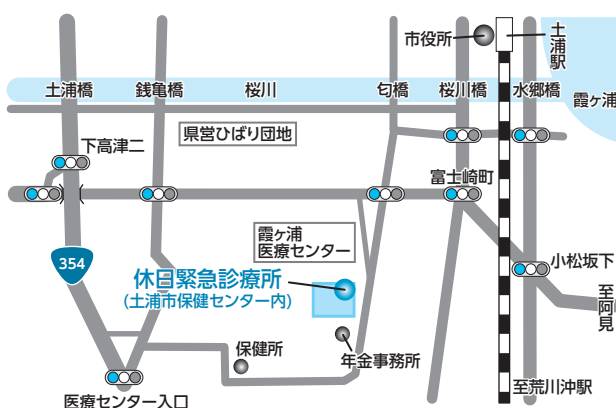 市役所
土浦駅
土浦橋
銭亀橋
桜川
匂橋
桜川橋
水郷橋
霞ヶ浦
県営ひばり団地
下高津二
富士崎町
霞ヶ浦
医療センター
354
休日緊急診療所
(土浦市保健センター内)
小松坂下
至阿見
保健所
年金事務所
至荒川沖駅
医療センター入口